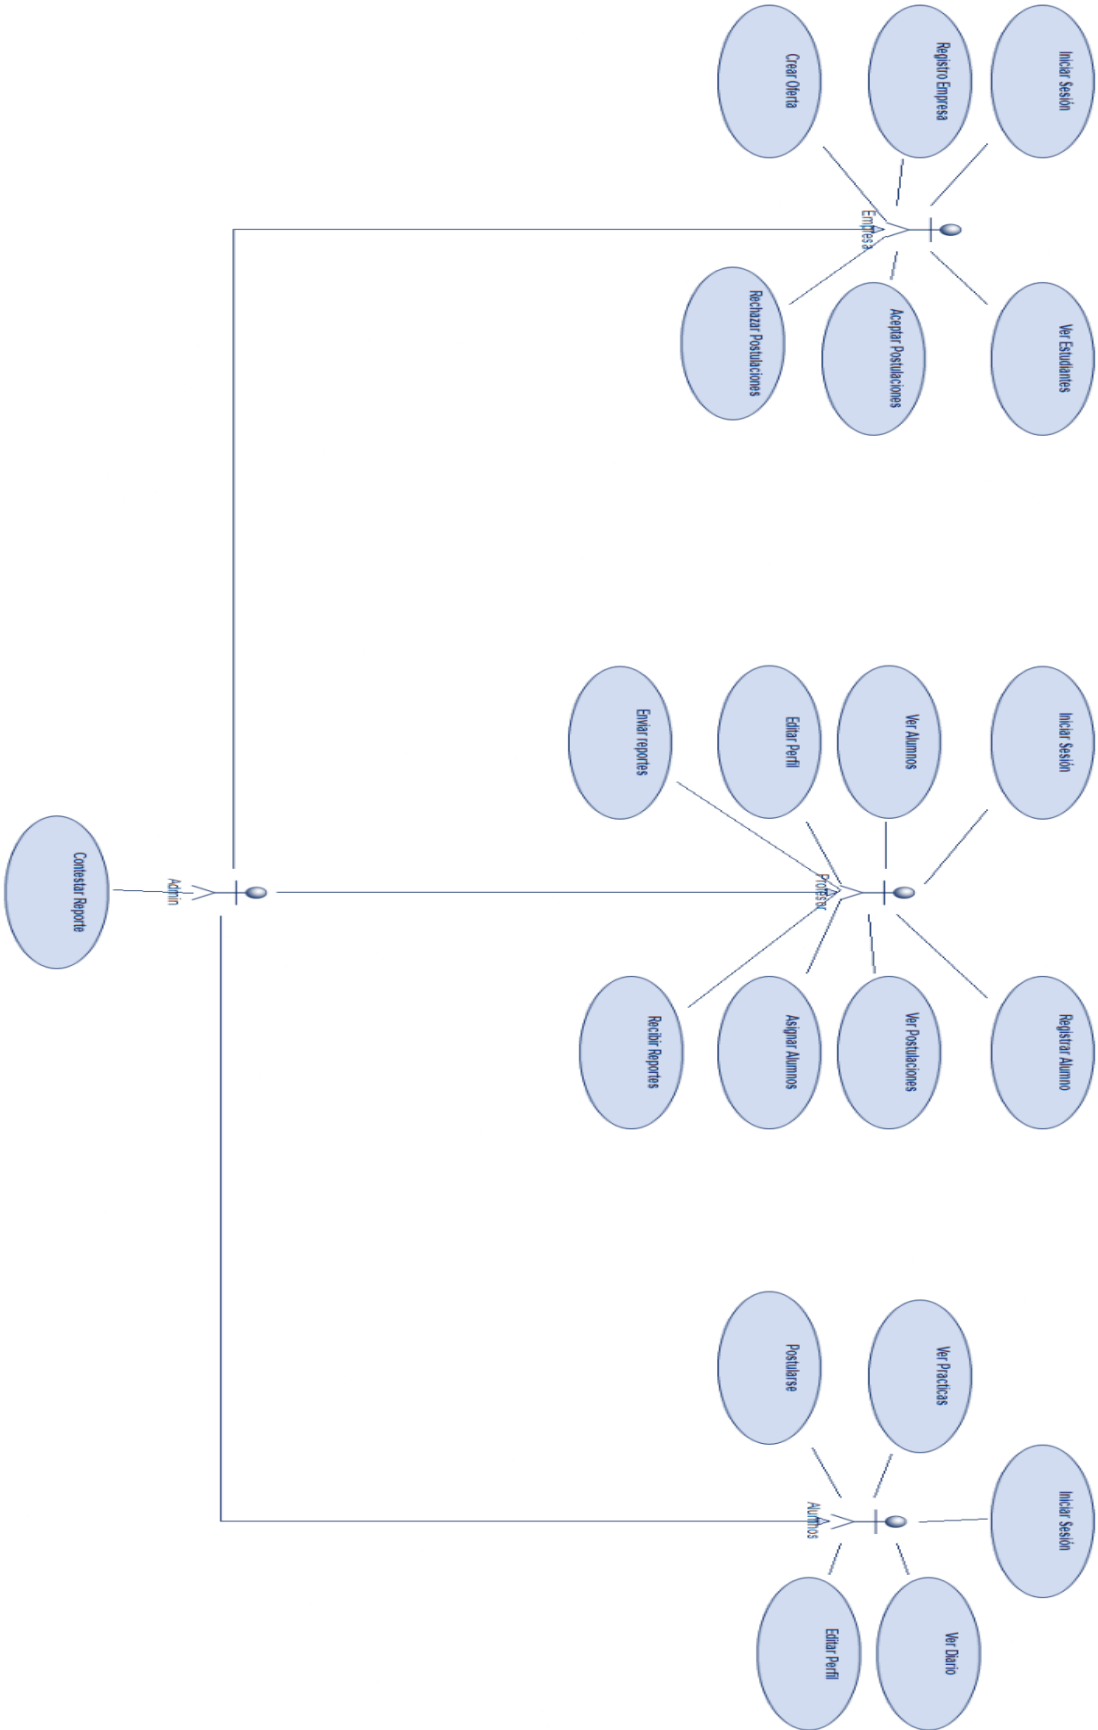 Iniciar Sesión
Ver Estudiantes
Registro Empresa
Aceptar Postulaciones
Empresa
Crear Oferta
Rechazar Postulaciones
Iniciar Sesión
Registrar Alumno
Ver Alumnos
Ver Postulaciones
Profesor
Editar Perfil
Asignar Alumnos
Enviar reportes
Recibir Reportes
Iniciar Sesión
Ver Practicas
Ver Diario
Alumnos
Postularse
Editar Perfil
Admin
Contestar Reporte